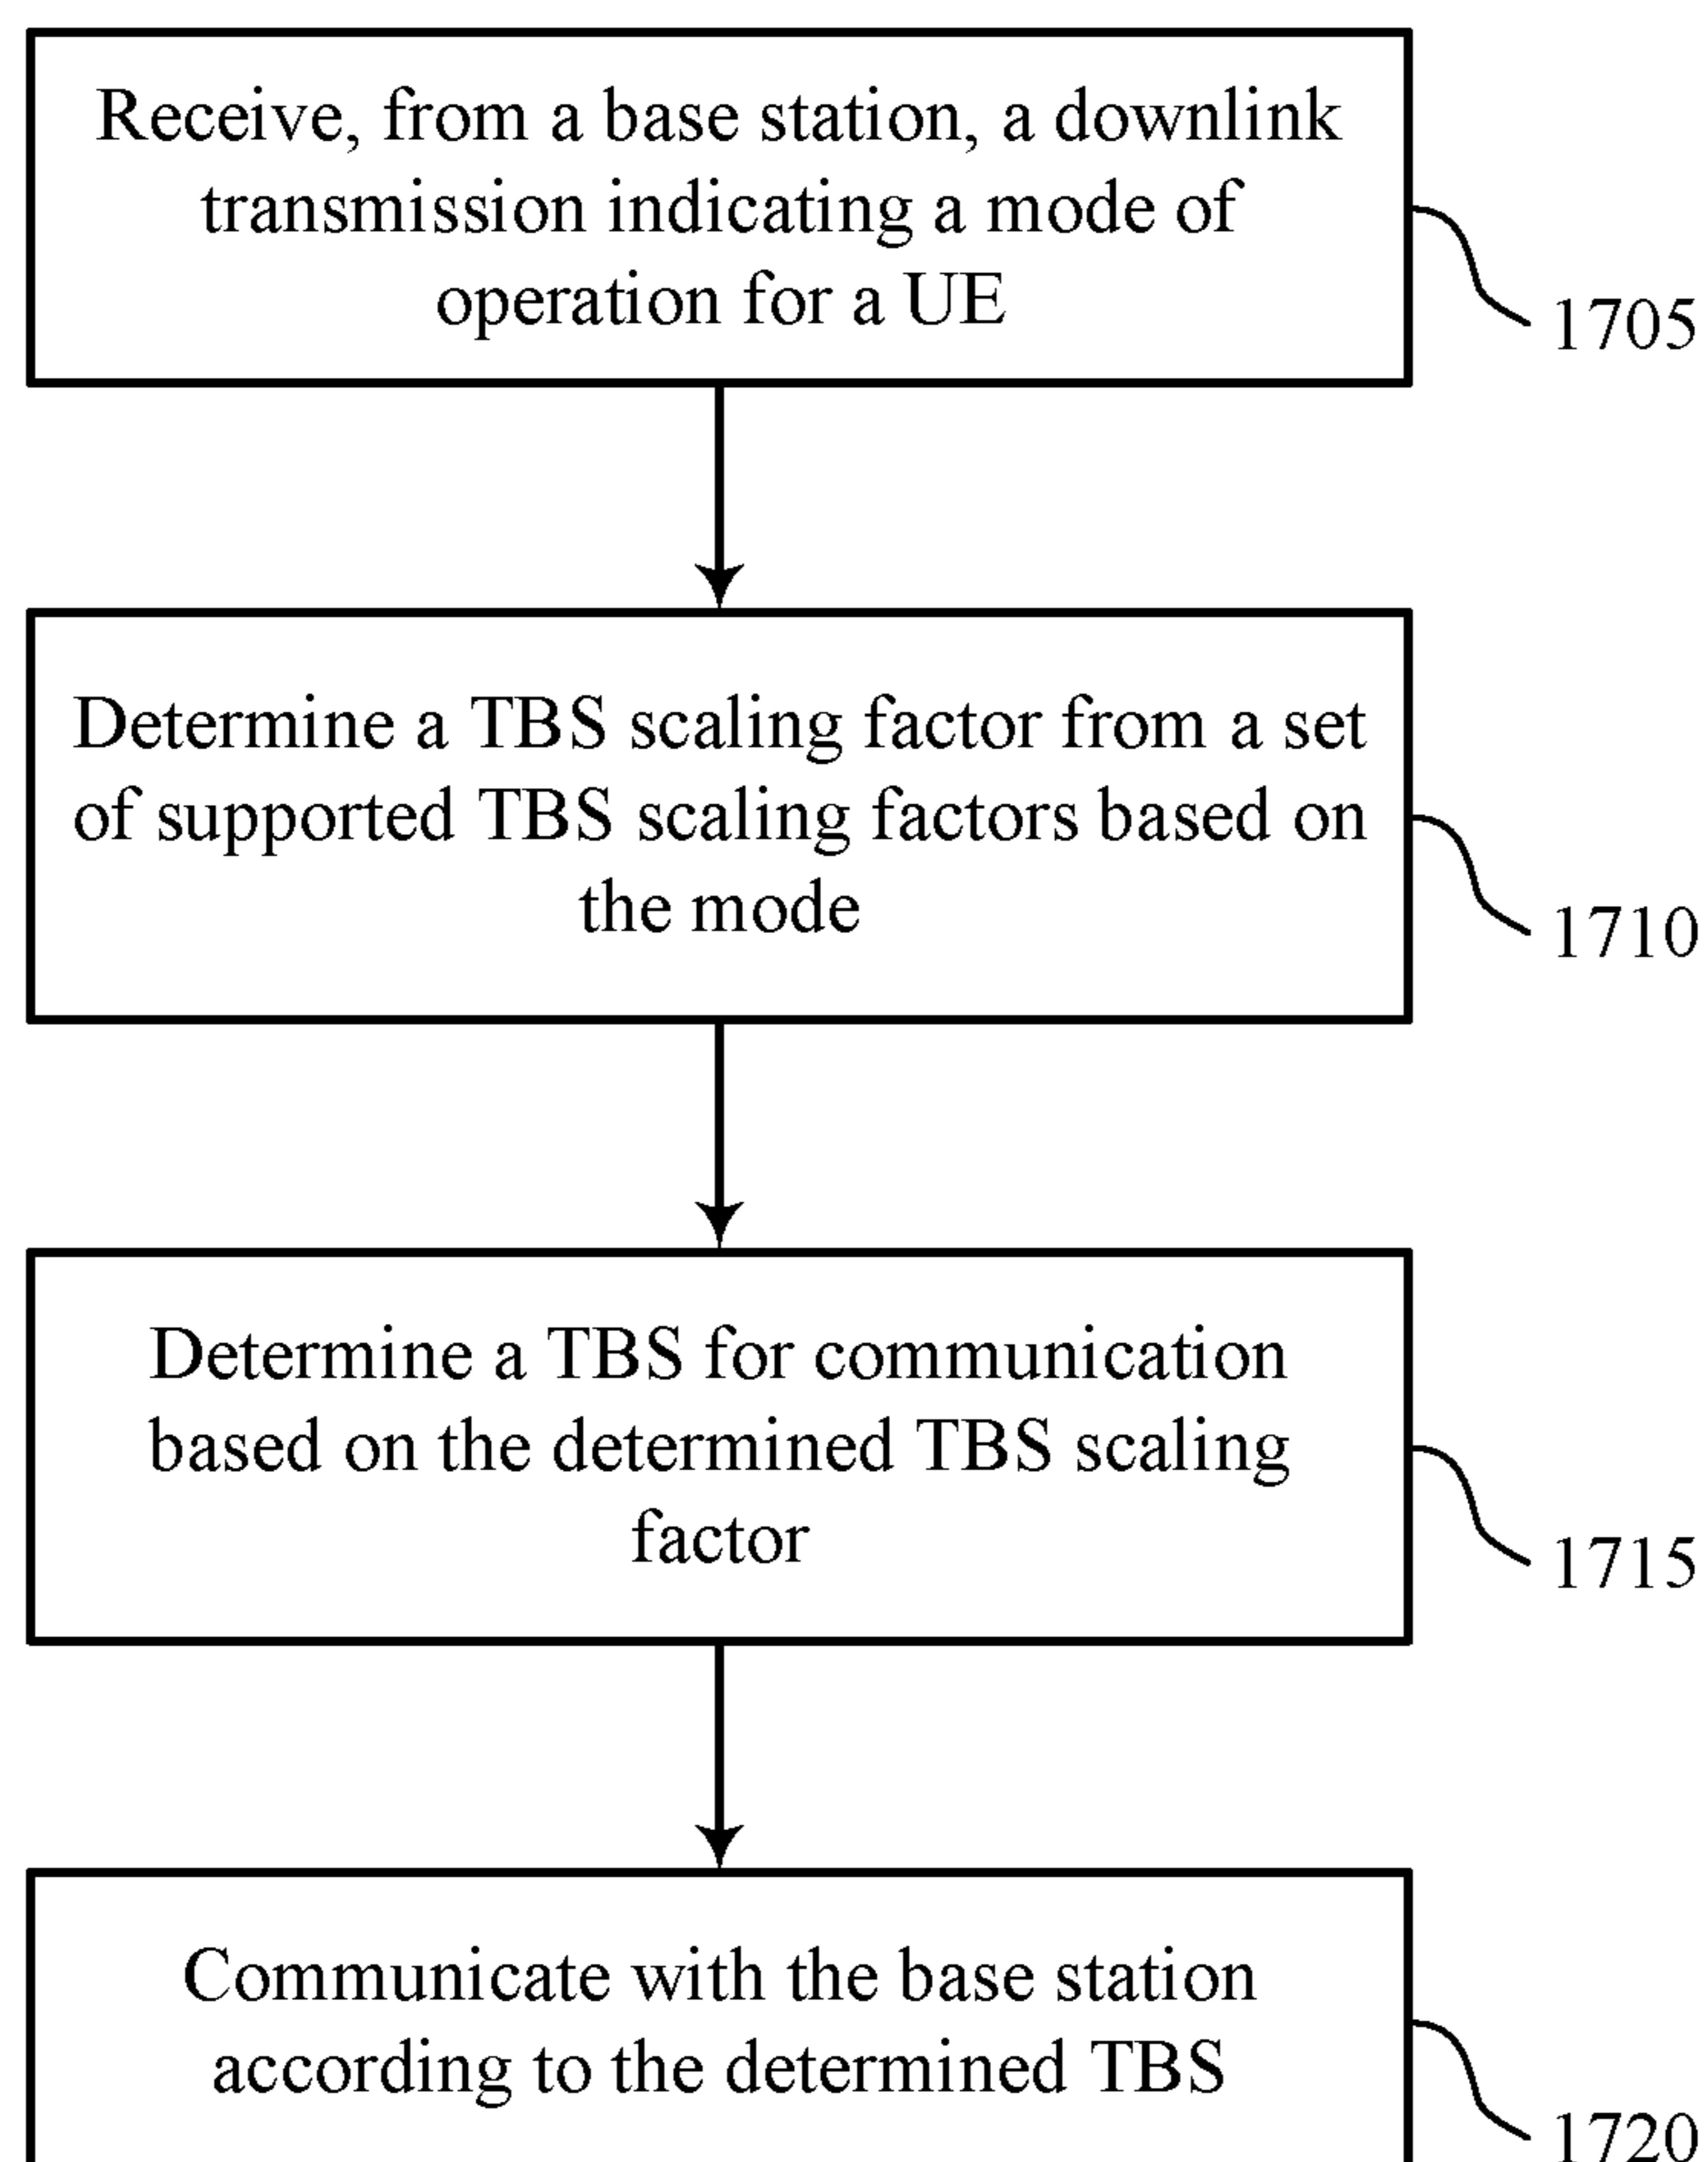 Receive, from a base station, a downlink
transmission indicating a mode of
operation for a UE
1705
Determine a TBS scaling factor from a set
of supported TBS scaling factors based on
the mode
1710
Determine a TBS for communication
based on the determined TBS scaling
factor
1715
Communicate with the base station
according to the determined TBS
1720